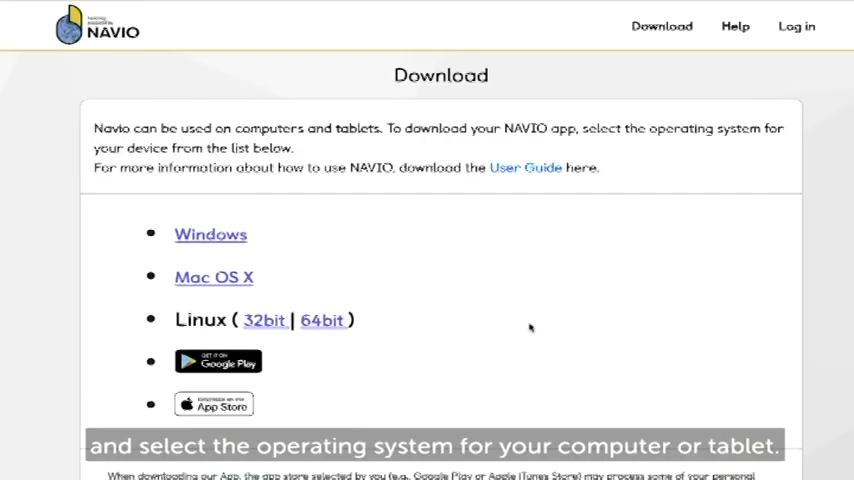 NAVIO
Download Help Log in
Download
Navio can be used on computers and tablets. To download your NAVIO app, select the operating system for
your device from the list below.
For more information about how to use NAVIO, download the User Guide here.
• Windows
• Mac OS X
• Linux ( 32bit | 64bit )
• GET IT ON
Google Play
• App Store
and select the operating system for your computer or tablet.
When downloading our App, the app store selected by you (e.g. Google Play or Apple iTunes Store) may process some of your personal